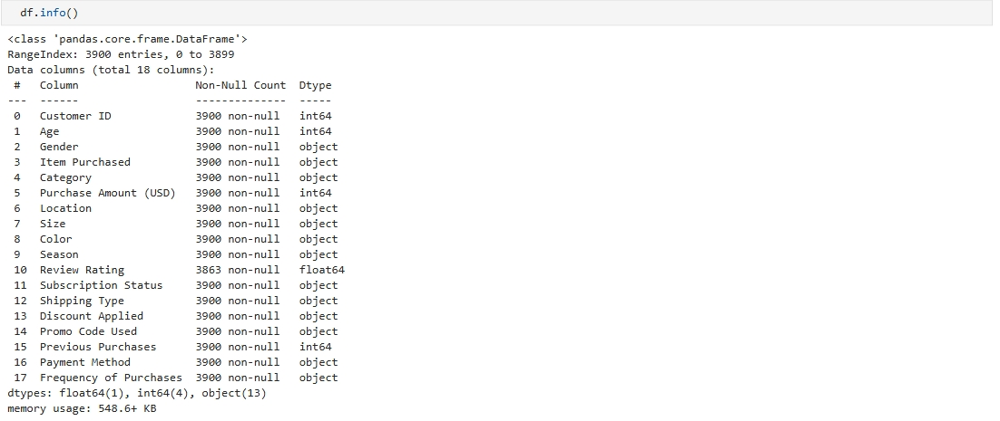 df.info()
<class 'pandas.core.frame.DataFrame'>
RangeIndex: 3900 entries, 0 to 3899
Data columns (total 18 columns):
 #   Column                  Non-Null Count  Dtype
---  ------                  --------------  -----
 0   Customer ID             3900 non-null   int64
 1   Age                     3900 non-null   int64
 2   Gender                  3900 non-null   object
 3   Item Purchased          3900 non-null   object
 4   Category                3900 non-null   object
 5   Purchase Amount (USD)   3900 non-null   int64
 6   Location                3900 non-null   object
 7   Size                    3900 non-null   object
 8   Color                   3900 non-null   object
 9   Season                  3900 non-null   object
 10  Review Rating           3863 non-null   float64
 11  Subscription Status     3900 non-null   object
 12  Shipping Type           3900 non-null   object
 13  Discount Applied        3900 non-null   object
 14  Promo Code Used         3900 non-null   object
 15  Previous Purchases      3900 non-null   int64
 16  Payment Method          3900 non-null   object
 17  Frequency of Purchases  3900 non-null   object
dtypes: float64(1), int64(4), object(13)
memory usage: 548.6+ KB